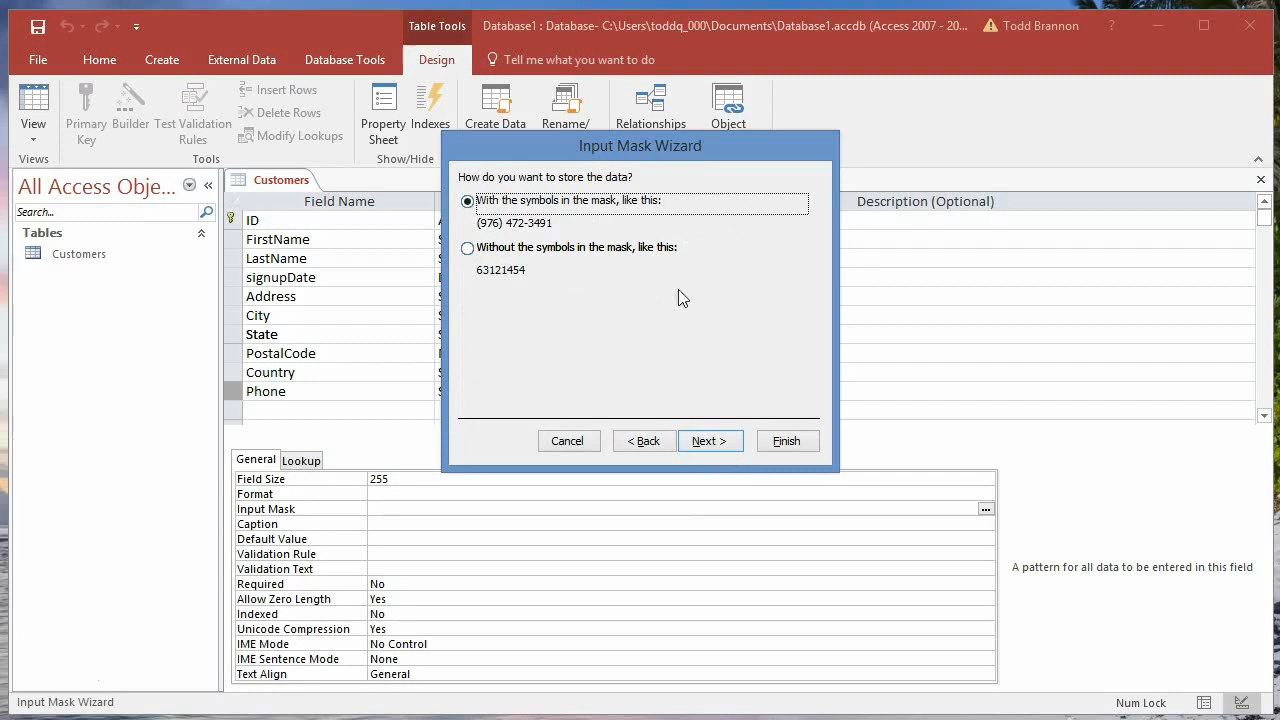 Table Tools
Database1 : Database- C:\Users\toddq_000\Documents\Database1.accdb (Access 2007 - 20...
Todd Brannon
?
File
Home
Create
External Data
Database Tools
Design
Tell me what you want to do
View
Primary Key
Builder
Test Validation Rules
Insert Rows
Delete Rows
Modify Lookups
Property Sheet
Indexes
Create Data
Rename/
Relationships
Object
Views
Tools
Show/Hide
Input Mask Wizard
How do you want to store the data?
With the symbols in the mask, like this:
(976) 472-3491
Without the symbols in the mask, like this:
63121454
Cancel
< Back
Next >
Finish
All Access Obje...
Search...
Tables
Customers
Customers
Field Name
Description (Optional)
ID
FirstName
LastName
signupDate
Address
City
State
PostalCode
Country
Phone
General
Lookup
Field Size 255
Format
Input Mask
...
Caption
Default Value
Validation Rule
Validation Text
Required No
Allow Zero Length Yes
Indexed No
Unicode Compression Yes
IME Mode No Control
IME Sentence Mode None
Text Align General
A pattern for all data to be entered in this field
Input Mask Wizard
Num Lock